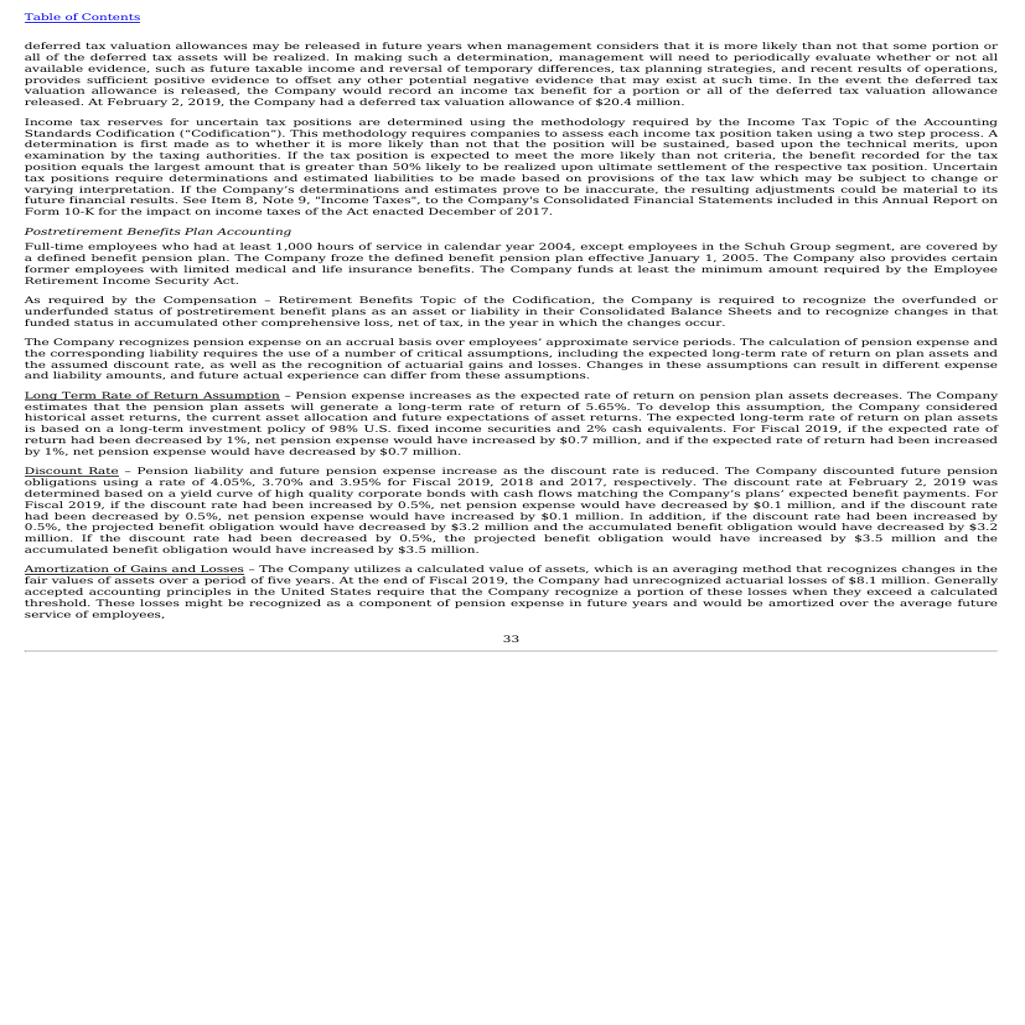 Table of Contents
deferred tax valuation allowances may be released in future years when management considers that it is more likely than not that some portion or
all of the deferred tax assets will be realized. In making such a determination, management will need to periodically evaluate whether or not all
available evidence, such as future taxable income and reversal of temporary differences, tax planning strategies, and recent results of operations,
provides sufficient positive evidence to offset any other potential negative evidence that may exist at such time. In the event the deferred tax
valuation allowance is released, the Company would record an income tax benefit for a portion or all of the deferred tax valuation allowance
released. At February 2, 2019, the Company had a deferred tax valuation allowance of $20.4 million.
Income tax reserves for uncertain tax positions are determined using the methodology required by the Income Tax Topic of the Accounting
Standards Codification (“Codification”). This methodology requires companies to assess each income tax position taken using a two step process. A
determination is first made as to whether it is more likely than not that the position will be sustained, based upon the technical merits, upon
examination by the taxing authorities. If the tax position is expected to meet the more likely than not criteria, the benefit recorded for the tax
position equals the largest amount that is greater than 50% likely to be realized upon ultimate settlement of the respective tax position. Uncertain
tax positions require determinations and estimated liabilities to be made based on provisions of the tax law which may be subject to change or
varying interpretation. If the Company’s determinations and estimates prove to be inaccurate, the resulting adjustments could be material to its
future financial results. See Item 8, Note 9, "Income Taxes", to the Company's Consolidated Financial Statements included in this Annual Report on
Form 10-K for the impact on income taxes of the Act enacted December of 2017.
Postretirement Benefits Plan Accounting
Full-time employees who had at least 1,000 hours of service in calendar year 2004, except employees in the Schuh Group segment, are covered by
a defined benefit pension plan. The Company froze the defined benefit pension plan effective January 1, 2005. The Company also provides certain
former employees with limited medical and life insurance benefits. The Company funds at least the minimum amount required by the Employee
Retirement Income Security Act.
As required by the Compensation – Retirement Benefits Topic of the Codification, the Company is required to recognize the overfunded or
underfunded status of postretirement benefit plans as an asset or liability in their Consolidated Balance Sheets and to recognize changes in that
funded status in accumulated other comprehensive loss, net of tax, in the year in which the changes occur.
The Company recognizes pension expense on an accrual basis over employees’ approximate service periods. The calculation of pension expense and
the corresponding liability requires the use of a number of critical assumptions, including the expected long-term rate of return on plan assets and
the assumed discount rate, as well as the recognition of actuarial gains and losses. Changes in these assumptions can result in different expense
and liability amounts, and future actual experience can differ from these assumptions.
Long Term Rate of Return Assumption – Pension expense increases as the expected rate of return on pension plan assets decreases. The Company
estimates that the pension plan assets will generate a long-term rate of return of 5.65%. To develop this assumption, the Company considered
historical asset returns, the current asset allocation and future expectations of asset returns. The expected long-term rate of return on plan assets
is based on a long-term investment policy of 98% U.S. fixed income securities and 2% cash equivalents. For Fiscal 2019, if the expected rate of
return had been decreased by 1%, net pension expense would have increased by $0.7 million, and if the expected rate of return had been increased
by 1%, net pension expense would have decreased by $0.7 million.
Discount Rate – Pension liability and future pension expense increase as the discount rate is reduced. The Company discounted future pension
obligations using a rate of 4.05%, 3.70% and 3.95% for Fiscal 2019, 2018 and 2017, respectively. The discount rate at February 2, 2019 was
determined based on a yield curve of high quality corporate bonds with cash flows matching the Company’s plans’ expected benefit payments. For
Fiscal 2019, if the discount rate had been increased by 0.5%, net pension expense would have decreased by $0.1 million, and if the discount rate
had been decreased by 0.5%, net pension expense would have increased by $0.1 million. In addition, if the discount rate had been increased by
0.5%, the projected benefit obligation would have decreased by $3.2 million and the accumulated benefit obligation would have decreased by $3.2
million. If the discount rate had been decreased by 0.5%, the projected benefit obligation would have increased by $3.5 million and the
accumulated benefit obligation would have increased by $3.5 million.
Amortization of Gains and Losses – The Company utilizes a calculated value of assets, which is an averaging method that recognizes changes in the
fair values of assets over a period of five years. At the end of Fiscal 2019, the Company had unrecognized actuarial losses of $8.1 million. Generally
accepted accounting principles in the United States require that the Company recognize a portion of these losses when they exceed a calculated
threshold. These losses might be recognized as a component of pension expense in future years and would be amortized over the average future
service of employees,
33